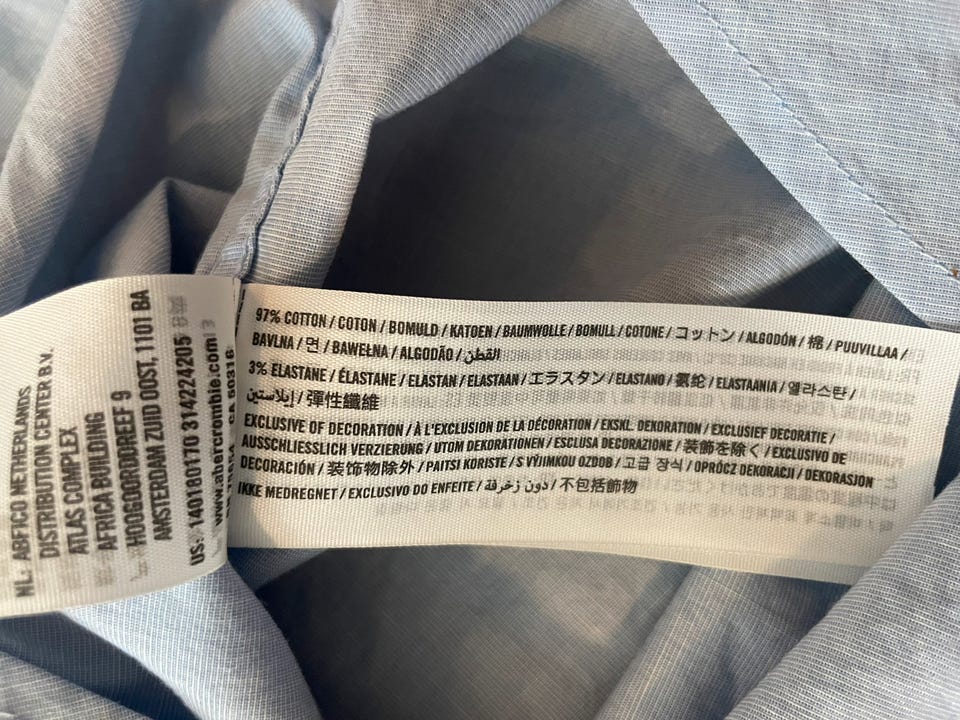 97% COTTON / COTON / BOMULD / KATOEN / BAUMWOLLE / BOMULL / COTONE / コットン / ALGODÓN / 棉 / PUUVILLAA /
BAVLNA / 면 / BAWEŁNA / ALGODÃO / القطن
3% ELASTANE / ÉLASTANE / ELASTAN / ELASTAAN / エラスタン / ELASTANO / 氨纶 / ELASTAANIA / 엘라스탄 /
إيلاستين / 彈性纖維
EXCLUSIVE OF DECORATION / À L'EXCLUSION DE LA DÉCORATION / EKSKL. DEKORATION / EXCLUSIEF DECORATIE /
AUSSCHLIESSLICH VERZIERUNG / UTOM DEKORATIONEN / ESCLUSA DECORAZIONE / 装飾を除く / EXCLUSIVO DE
DECORACIÓN / 装饰物除外 / PAITSI KORISTE / S VÝJIMKOU OZDOB / 고급 장식 / OPRÓCZ DEKORACJI / DEKORASJON
IKKE MEDREGNET / EXCLUSIVO DO ENFEITE / دون زخرفة / 不包括飾物
NL: ABFICO NETHERLANDS
DISTRIBUTION CENTER B.V.
ATLAS COMPLEX
AFRICA BUILDING
HOOGOORDDREEF 9
AMSTERDAM ZUID OOST, 1101 BA
US: 140180170 314224205
www.abercrombie.com